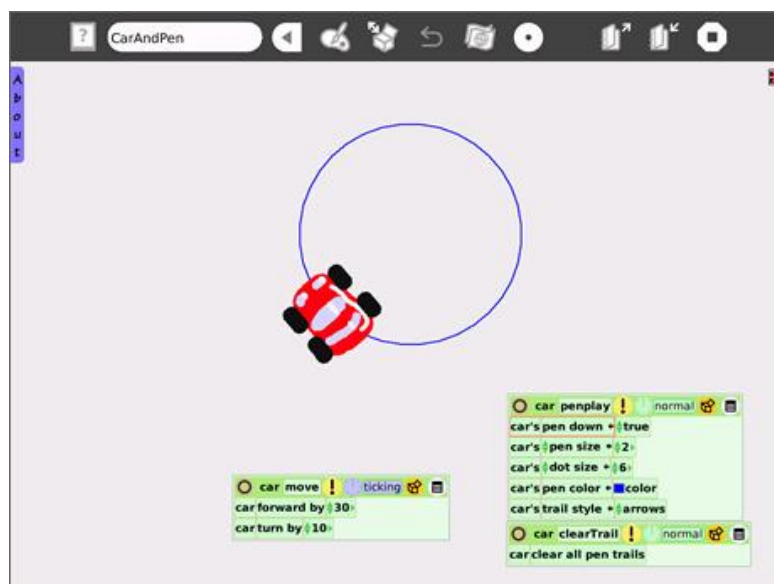 ?
CarAndPen
About
car penplay ! normal
car's pen down true
car's pen size 2
car's dot size 6
car's pen color color
car's trail style arrows
car move ! ticking
car forward by 30
car turn by 10
car clearTrail ! normal
car clear all pen trails